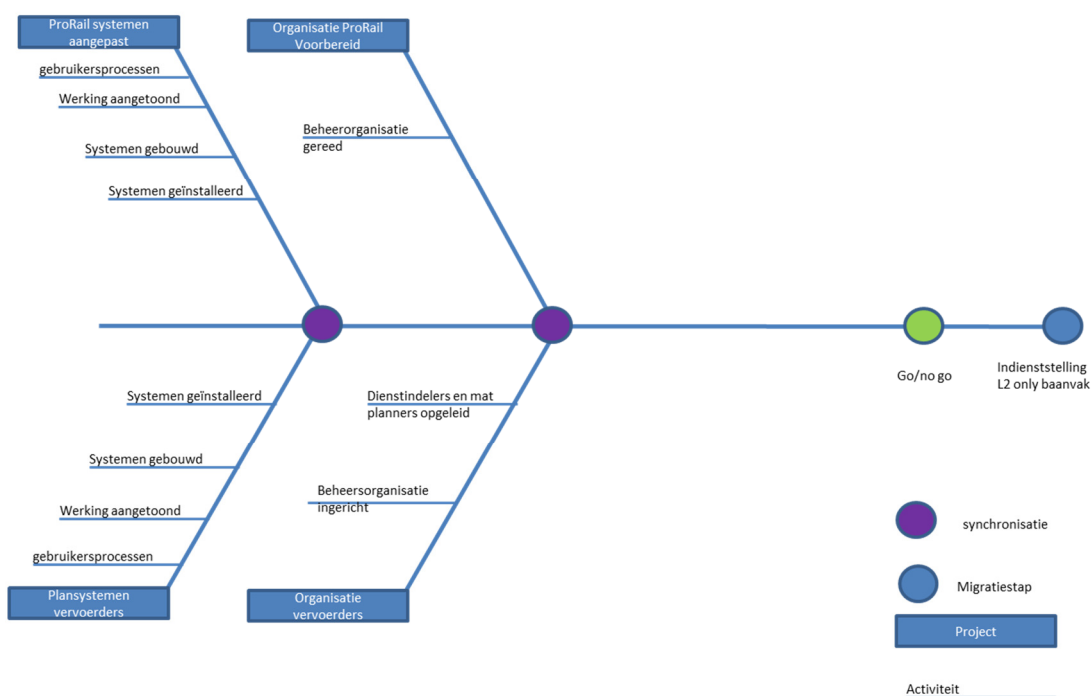 ProRail systemen
aangepast
gebruikersprocessen
Werking aangetoond
Systemen gebouwd
Systemen geïnstalleerd
Organisatie ProRail
Voorbereid
Beheerorganisatie
gereed
Go/no go
Indienststelling
L2 only baanvak
Systemen geïnstalleerd
Systemen gebouwd
Werking aangetoond
gebruikersprocessen
Plansystemen
vervoerders
Dienstindelers en mat
planners opgeleid
Beheersorganisatie
ingericht
Organisatie
vervoerders
synchronisatie
Migratiestap
Project
Activiteit